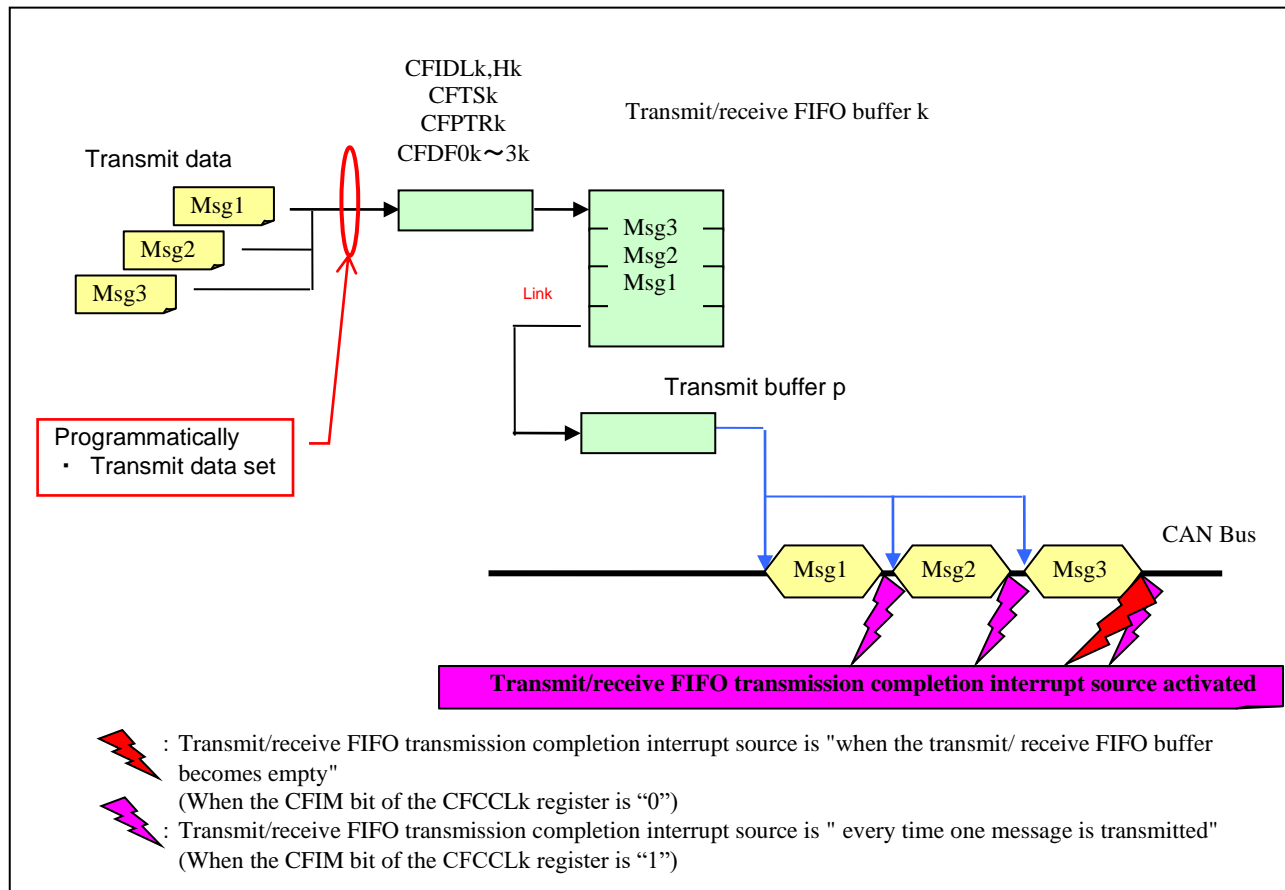 CFIDLk,Hk
CFTSk
CFPTRk
CFDF0k～3k
Transmit/receive FIFO buffer k
Transmit data
Msg1
Msg2
Msg3
Msg3
Msg2
Msg1
Link
Transmit buffer p
Programmatically
・ Transmit data set
CAN Bus
Msg1
Msg2
Msg3
Transmit/receive FIFO transmission completion interrupt source activated
: Transmit/receive FIFO transmission completion interrupt source is "when the transmit/ receive FIFO buffer
becomes empty"
(When the CFIM bit of the CFCCLk register is “0”)
: Transmit/receive FIFO transmission completion interrupt source is " every time one message is transmitted"
(When the CFIM bit of the CFCCLk register is “1”)